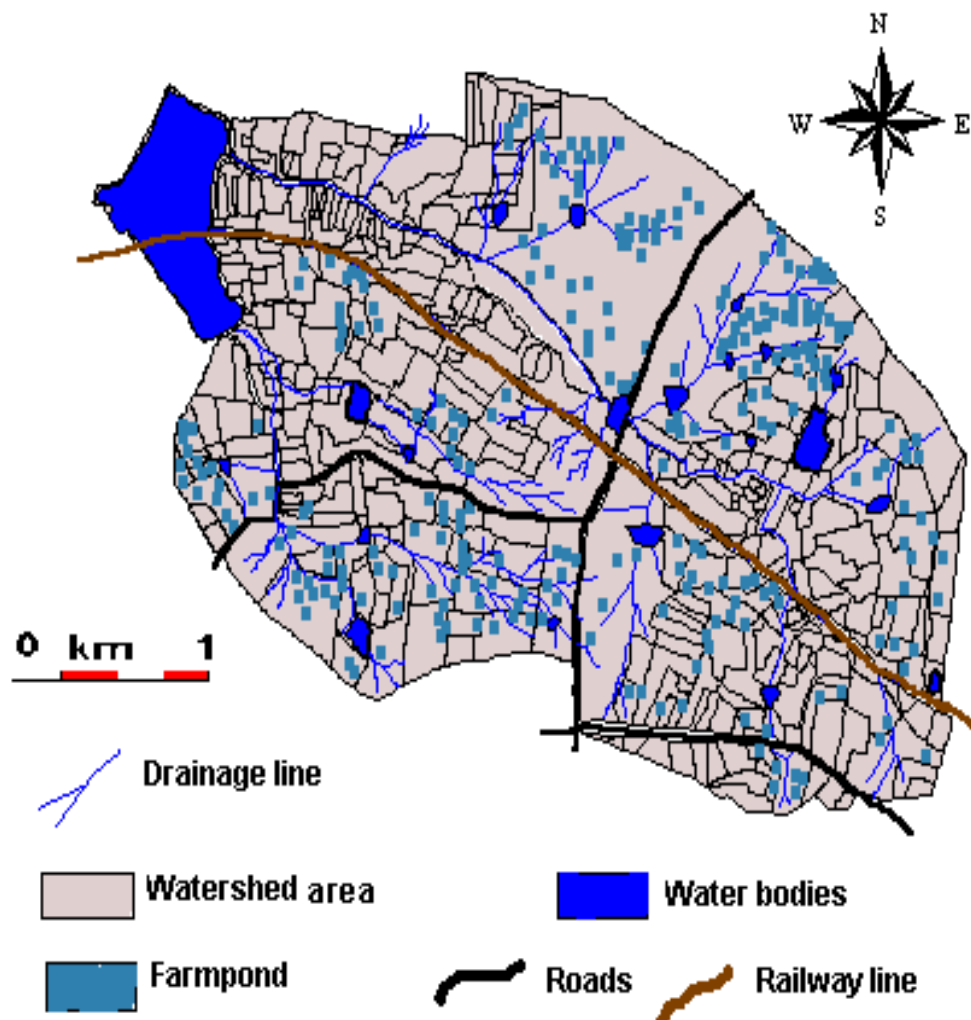 N
W E
S
0 km 1
Drainage line
Watershed area
Water bodies
Farmpond
Roads
Railway line